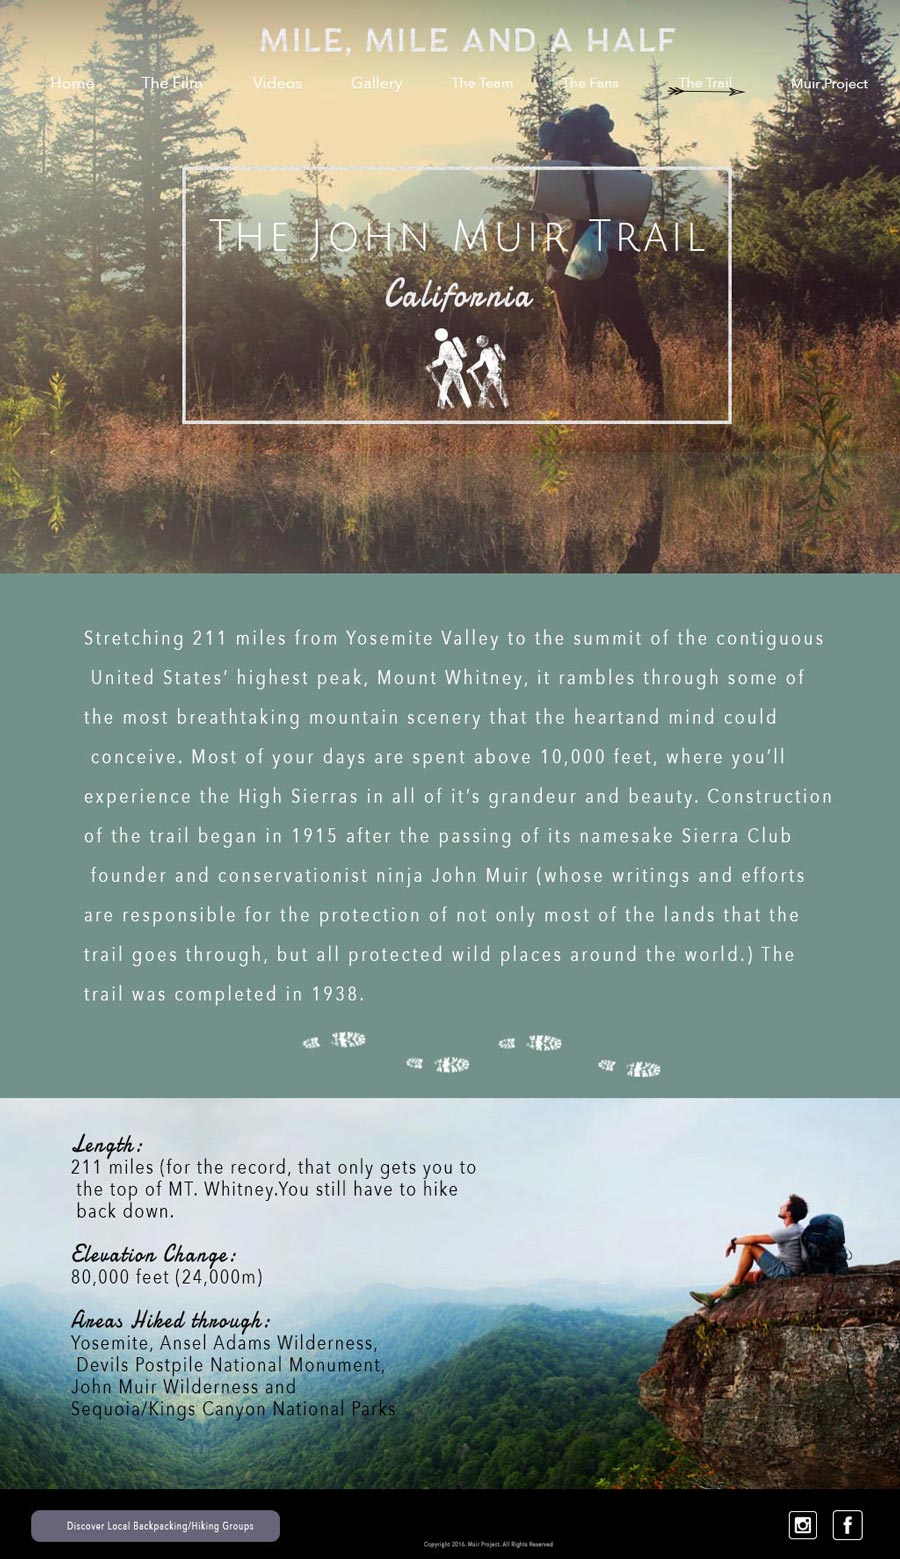 MILE, MILE AND A HALF
Home The Film Videos Gallery The Team The Fans The Trail Muir Project
THE JOHN MUIR TRAIL
California
Stretching 211 miles from Yosemite Valley to the summit of the contiguous
United States’ highest peak, Mount Whitney, it rambles through some of
the most breathtaking mountain scenery that the heartand mind could
conceive. Most of your days are spent above 10,000 feet, where you’ll
experience the High Sierras in all of it’s grandeur and beauty. Construction
of the trail began in 1915 after the passing of its namesake Sierra Club
founder and conservationist ninja John Muir (whose writings and efforts
are responsible for the protection of not only most of the lands that the
trail goes through, but all protected wild places around the world.) The
trail was completed in 1938.
Length:
211 miles (for the record, that only gets you to
the top of MT. Whitney.You still have to hike
back down.
Elevation Change:
80,000 feet (24,000m)
Areas Hiked through:
Yosemite, Ansel Adams Wilderness,
Devils Postpile National Monument,
John Muir Wilderness and
Sequoia/Kings Canyon National Parks
Discover Local Backpacking/Hiking Groups
Copyright 2016. Muir Project. All Rights Reserved